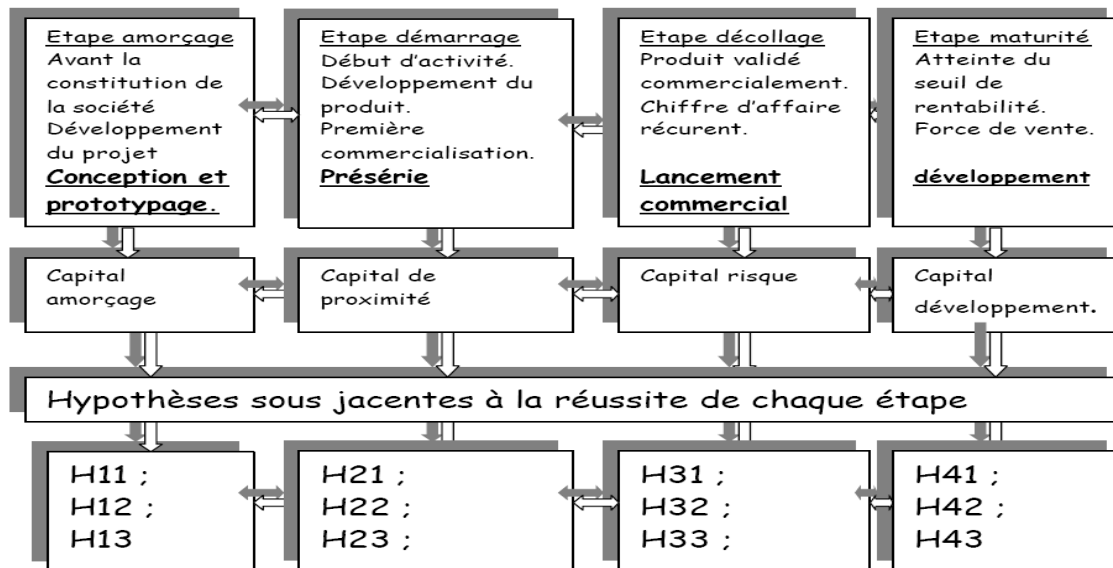 Etape amorçage
Avant la
constitution de
la société
Développement
du projet
Conception et
prototypage.
Etape démarrage
Début d'activité.
Développement du
produit.
Première
commercialisation.
Présérie
Etape décollage
Produit validé
commercialement.
Chiffre d'affaire
récurent.
Lancement
commercial
Etape maturité
Atteinte du
seuil de
rentabilité.
Force de vente.
développement
Capital
amorçage
Capital de
proximité
Capital risque
Capital
développement.
Hypothèses sous jacentes à la réussite de chaque étape
H11 ;
H12 ;
H13
H21 ;
H22 ;
H23 ;
H31 ;
H32 ;
H33 ;
H41 ;
H42 ;
H43